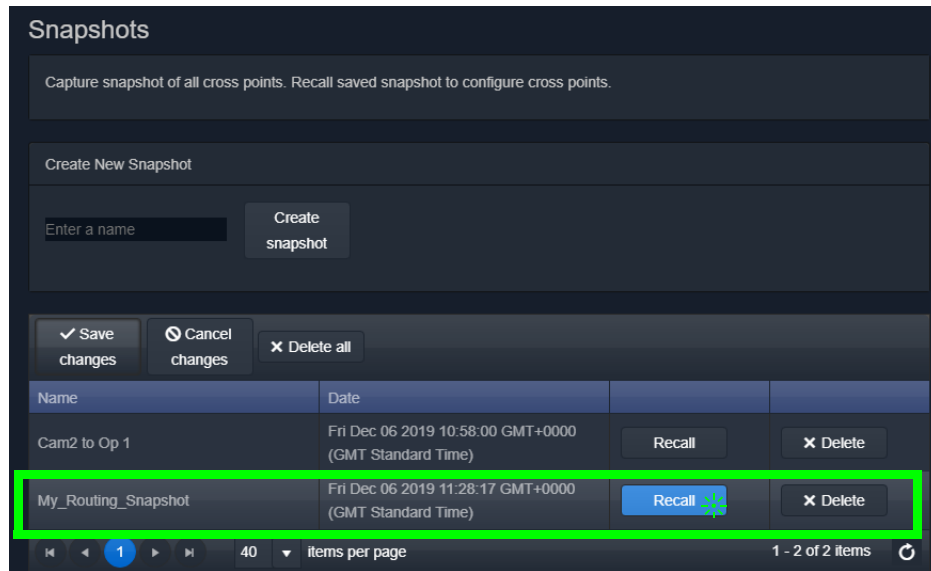 Snapshots
Capture snapshot of all cross points. Recall saved snapshot to configure cross points.
Create New Snapshot
Enter a name
Create
snapshot
Save
changes
Cancel
changes
Delete all
Name Date
Cam2 to Op 1
Fri Dec 06 2019 10:58:00 GMT+0000
(GMT Standard Time)
Recall
Delete
My_Routing_Snapshot
Fri Dec 06 2019 11:28:17 GMT+0000
(GMT Standard Time)
Recall
Delete
1 40 items per page 1 - 2 of 2 items